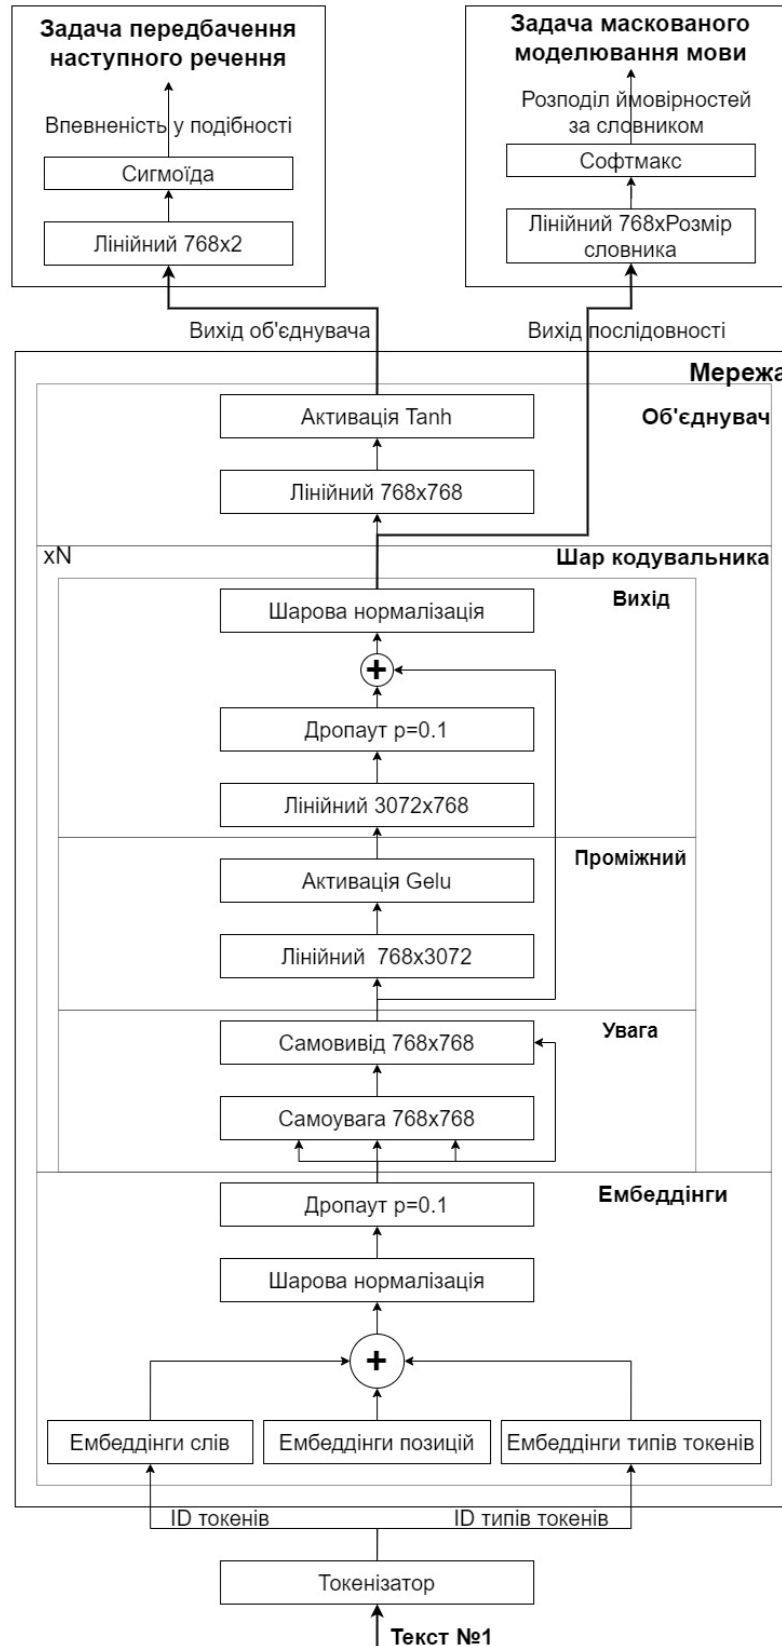 Задача передбачення
наступного речення
Впевненість у подібності
Сигмоїда
Лінійний 768x2
Задача маскованого
моделювання мови
Розподіл ймовірностей
за словником
Софтмакс
Лінійний 768xРозмір
словника
Вихід об'єднувача
Вихід послідовності
Мережа
Об'єднувач
Активація Tanh
Лінійний 768x768
xN
Шар кодувальника
Вихід
Шарова нормалізація
+
Дропаут p=0.1
Лінійний 3072x768
Проміжний
Активація Gelu
Лінійний 768x3072
Увага
Самовивід 768x768
Самоувага 768x768
Ембеддінги
Дропаут p=0.1
Шарова нормалізація
+
Ембеддінги слів
Ембеддінги позицій
Ембеддінги типів токенів
ID токенів
ID типів токенів
Токенізатор
Текст №1